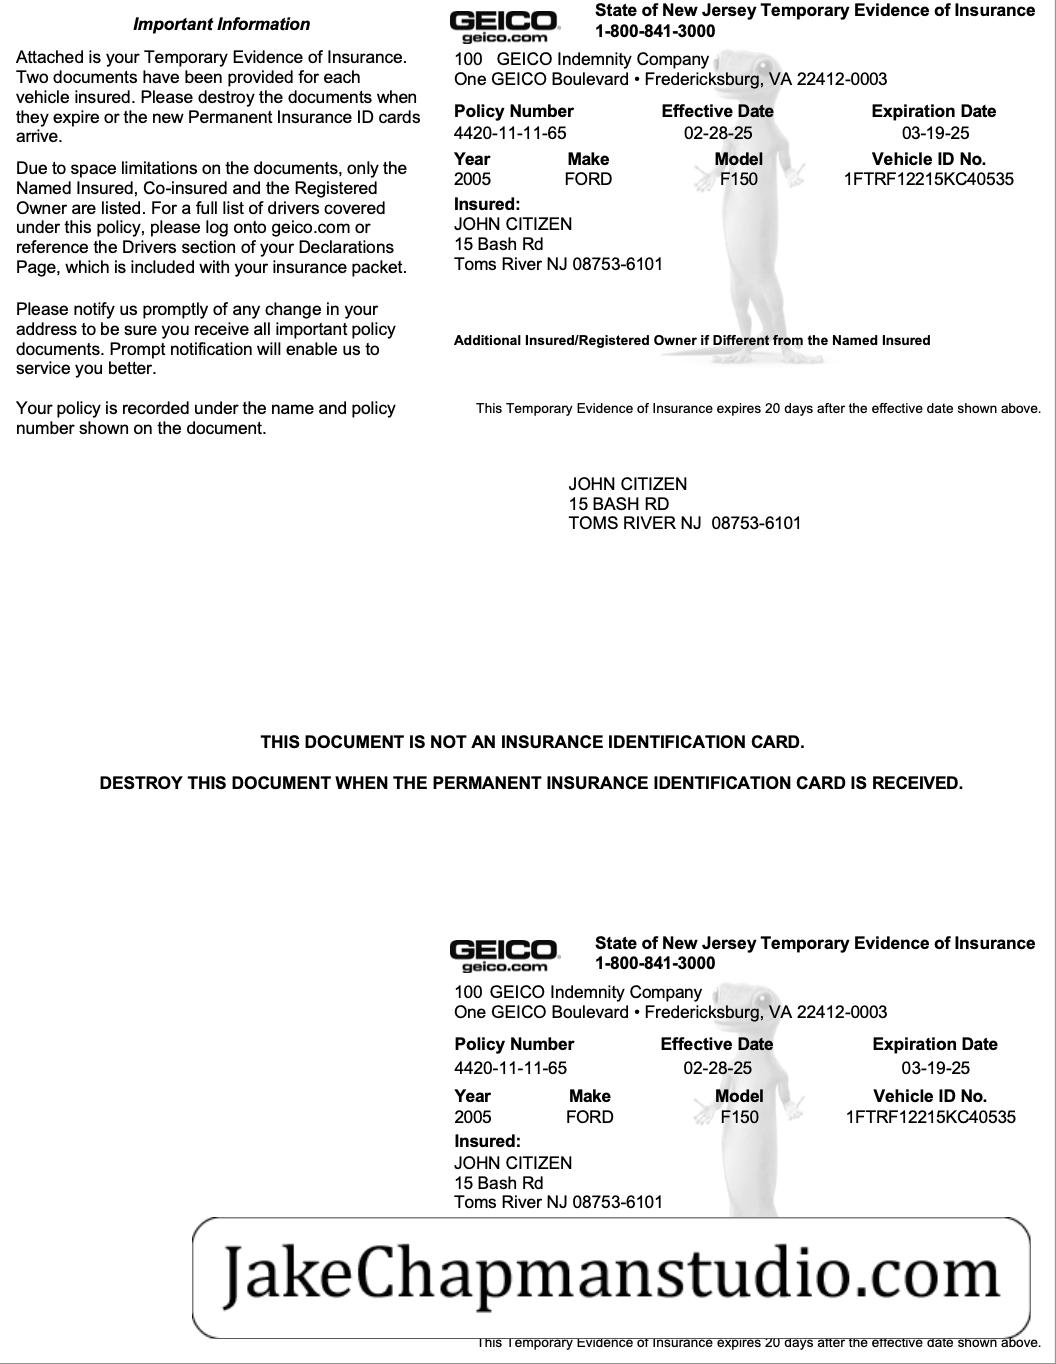 Important Information
Attached is your Temporary Evidence of Insurance.
Two documents have been provided for each
vehicle insured. Please destroy the documents when
they expire or the new Permanent Insurance ID cards
arrive.
Due to space limitations on the documents, only the
Named Insured, Co-insured and the Registered
Owner are listed. For a full list of drivers covered
under this policy, please log onto geico.com or
reference the Drivers section of your Declarations
Page, which is included with your insurance packet.
Please notify us promptly of any change in your
address to be sure you receive all important policy
documents. Prompt notification will enable us to
service you better.
Your policy is recorded under the name and policy
number shown on the document.
GEICO.
geico.com
State of New Jersey Temporary Evidence of Insurance
1-800-841-3000
100 GEICO Indemnity Company
One GEICO Boulevard • Fredericksburg, VA 22412-0003
Policy Number Effective Date Expiration Date
4420-11-11-65 02-28-25 03-19-25
Year Make Model Vehicle ID No.
2005 FORD F150 1FTRF12215KC40535
Insured:
JOHN CITIZEN
15 Bash Rd
Toms River NJ 08753-6101
Additional Insured/Registered Owner if Different from the Named Insured
This Temporary Evidence of Insurance expires 20 days after the effective date shown above.
JOHN CITIZEN
15 BASH RD
TOMS RIVER NJ 08753-6101
THIS DOCUMENT IS NOT AN INSURANCE IDENTIFICATION CARD.
DESTROY THIS DOCUMENT WHEN THE PERMANENT INSURANCE IDENTIFICATION CARD IS RECEIVED.
GEICO.
geico.com
State of New Jersey Temporary Evidence of Insurance
1-800-841-3000
100 GEICO Indemnity Company
One GEICO Boulevard • Fredericksburg, VA 22412-0003
Policy Number Effective Date Expiration Date
4420-11-11-65 02-28-25 03-19-25
Year Make Model Vehicle ID No.
2005 FORD F150 1FTRF12215KC40535
Insured:
JOHN CITIZEN
15 Bash Rd
Toms River NJ 08753-6101
JakeChapmanstudio.com
This Temporary Evidence of Insurance expires 20 days after the effective date shown above.